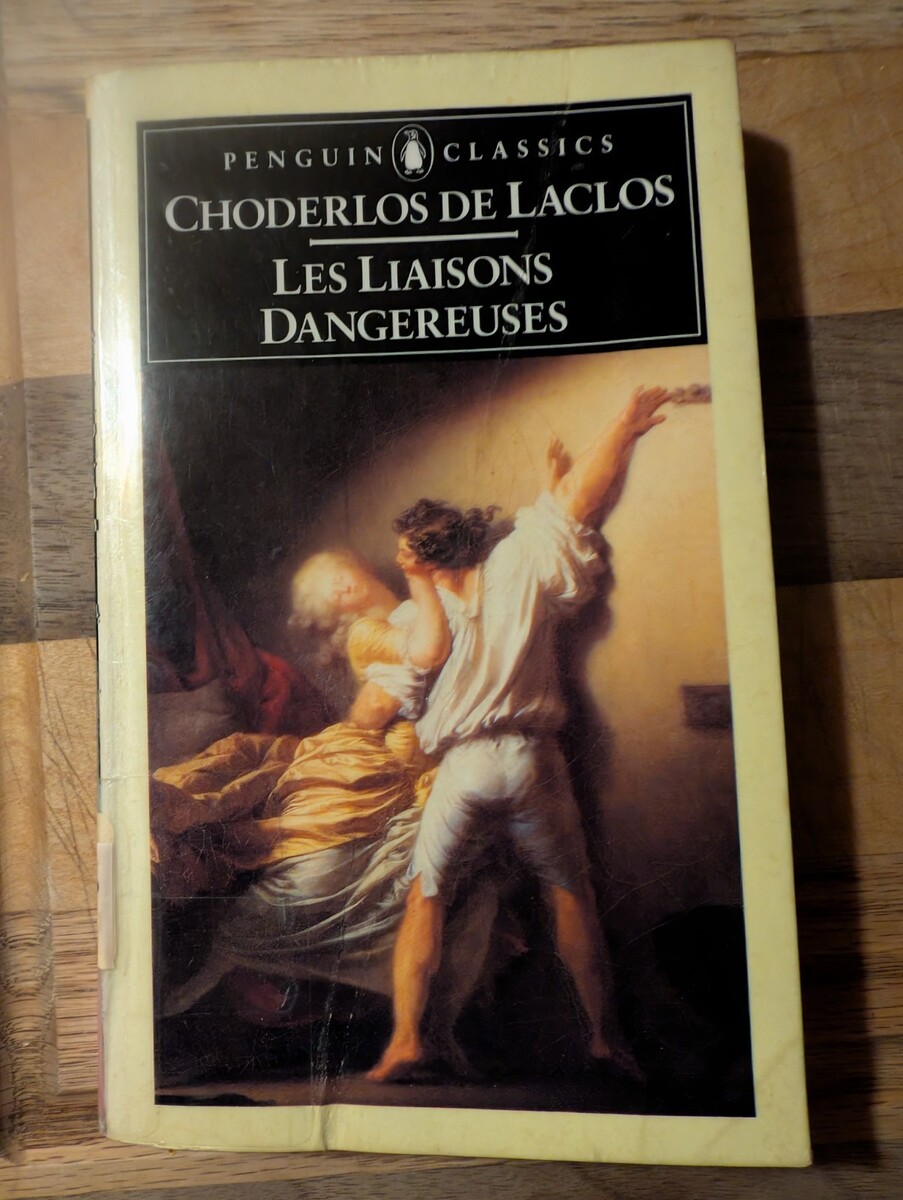 PENGUIN CLASSICS
CHODERLOS DE LACLOS
LES LIAISONS
DANGEREUSES